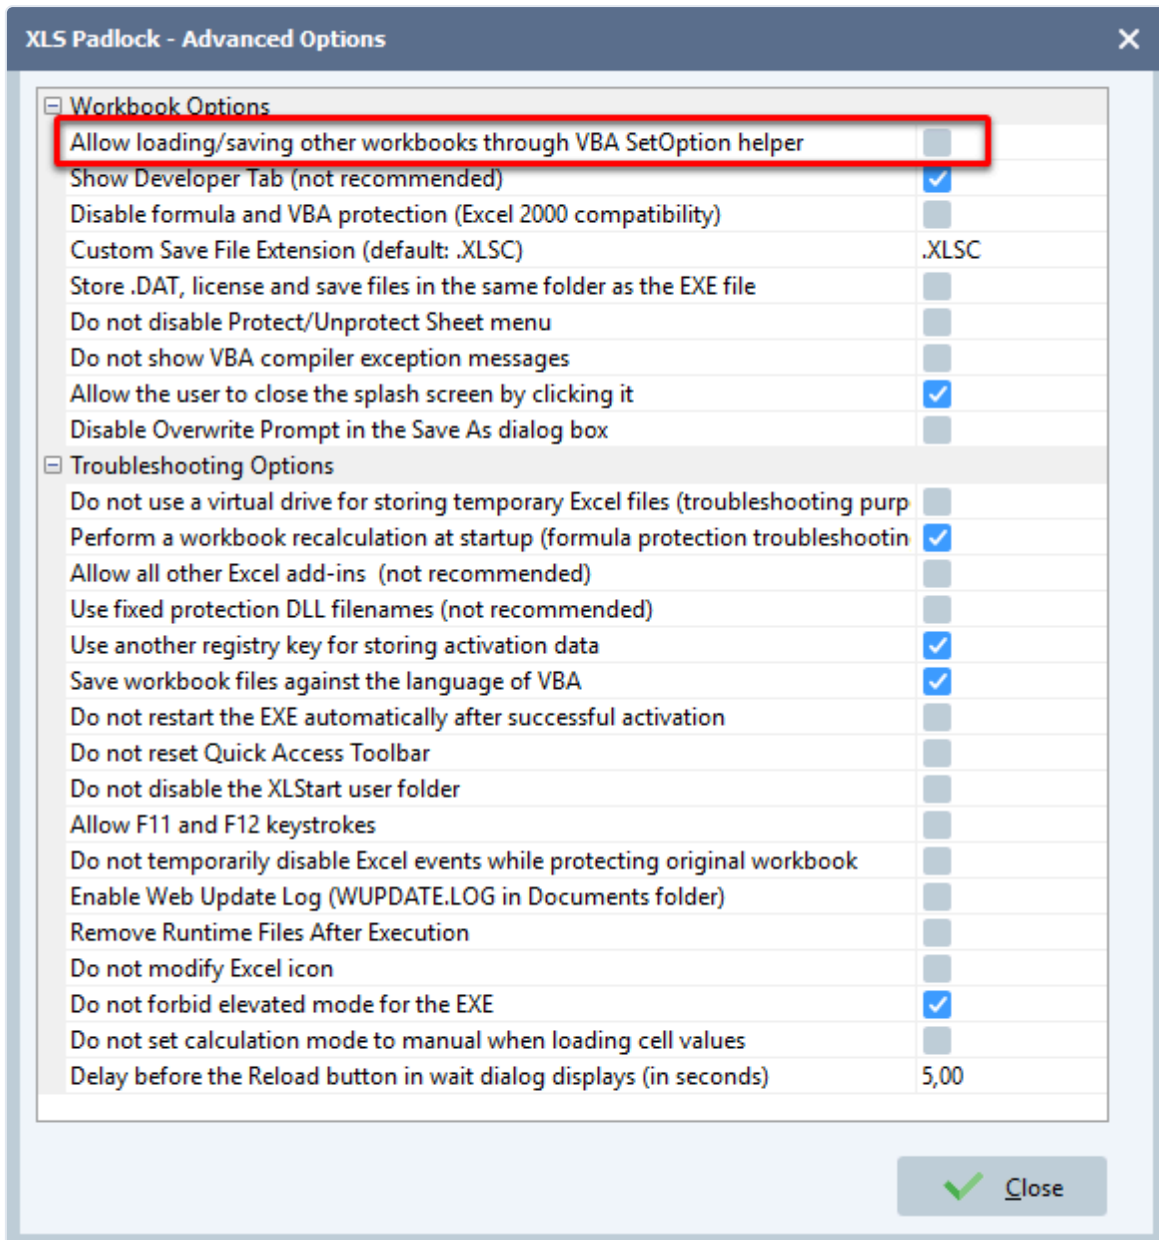 XLS Padlock - Advanced Options
Workbook Options
Allow loading/saving other workbooks through VBA SetOption helper
Show Developer Tab (not recommended)
Disable formula and VBA protection (Excel 2000 compatibility)
Custom Save File Extension (default: .XLSC) .XLSC
Store .DAT, license and save files in the same folder as the EXE file
Do not disable Protect/Unprotect Sheet menu
Do not show VBA compiler exception messages
Allow the user to close the splash screen by clicking it
Disable Overwrite Prompt in the Save As dialog box
Troubleshooting Options
Do not use a virtual drive for storing temporary Excel files (troubleshooting purp
Perform a workbook recalculation at startup (formula protection troubleshootin
Allow all other Excel add-ins (not recommended)
Use fixed protection DLL filenames (not recommended)
Use another registry key for storing activation data
Save workbook files against the language of VBA
Do not restart the EXE automatically after successful activation
Do not reset Quick Access Toolbar
Do not disable the XLStart user folder
Allow F11 and F12 keystrokes
Do not temporarily disable Excel events while protecting original workbook
Enable Web Update Log (WUPDATE.LOG in Documents folder)
Remove Runtime Files After Execution
Do not modify Excel icon
Do not forbid elevated mode for the EXE
Do not set calculation mode to manual when loading cell values
Delay before the Reload button in wait dialog displays (in seconds) 5,00
Close